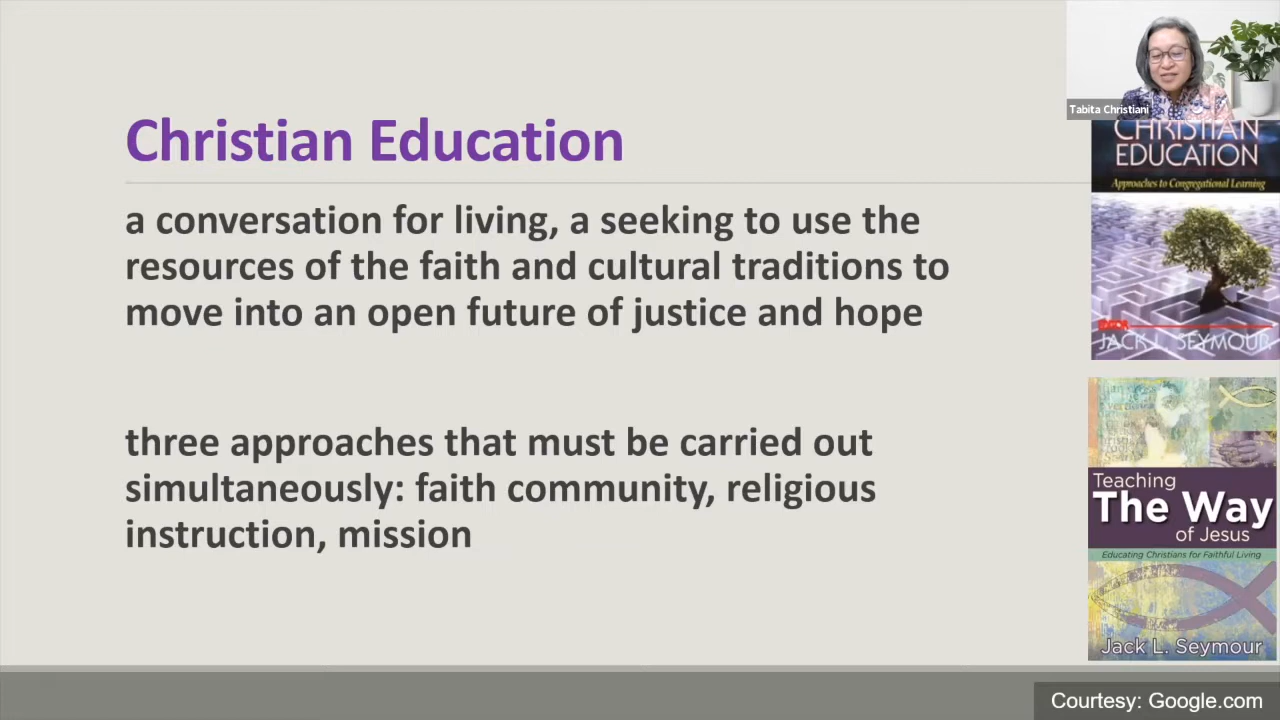 Christian Education
a conversation for living, a seeking to use the
resources of the faith and cultural traditions to
move into an open future of justice and hope
three approaches that must be carried out
simultaneously: faith community, religious
instruction, mission
Tabita Christiani
CHRISTIAN
EDUCATION
Approaches to Congregational Learning
EDITOR
JACK L. SEYMOUR
Teaching
The Way
of Jesus
Educating Christians for Faithful Living
Jack L. Seymour
Courtesy: Google.com